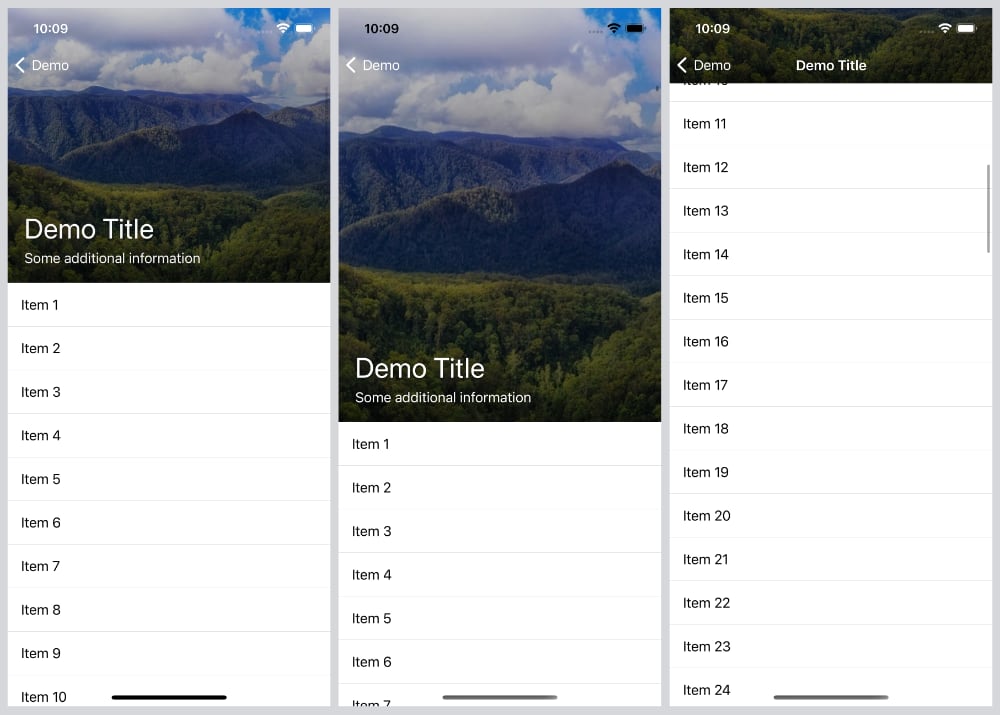 10:09
Demo
Demo Title
Some additional information
Item 1
Item 2
Item 3
Item 4
Item 5
Item 6
Item 7
Item 8
Item 9
Item 10
10:09
Demo
Demo Title
Some additional information
Item 1
Item 2
Item 3
Item 4
Item 5
Item 6
Item 7
10:09
Demo Demo Title
Item 11
Item 12
Item 13
Item 14
Item 15
Item 16
Item 17
Item 18
Item 19
Item 20
Item 21
Item 22
Item 23
Item 24